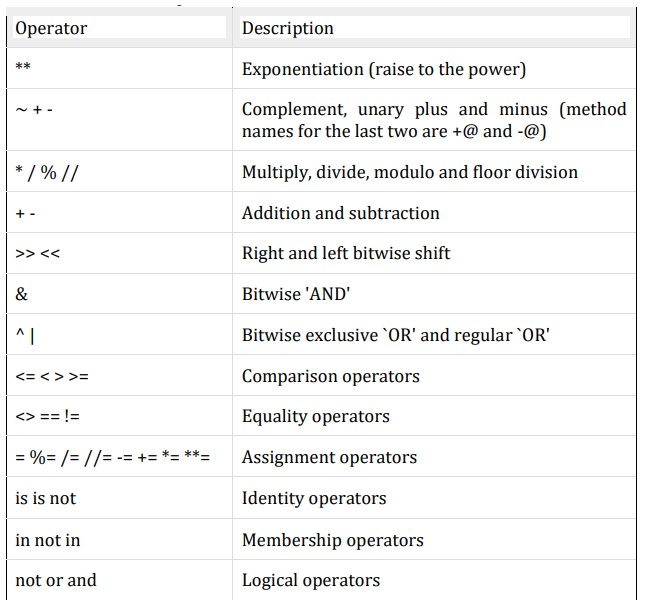 Operator Description
** Exponentiation (raise to the power)
~ + - Complement, unary plus and minus (method
names for the last two are +@ and -@)
* / % // Multiply, divide, modulo and floor division
+ - Addition and subtraction
>> << Right and left bitwise shift
& Bitwise 'AND'
^ | Bitwise exclusive `OR' and regular `OR'
<= < > >= Comparison operators
<> == != Equality operators
= %= /= //= -= += *= **= Assignment operators
is is not Identity operators
in not in Membership operators
not or and Logical operators